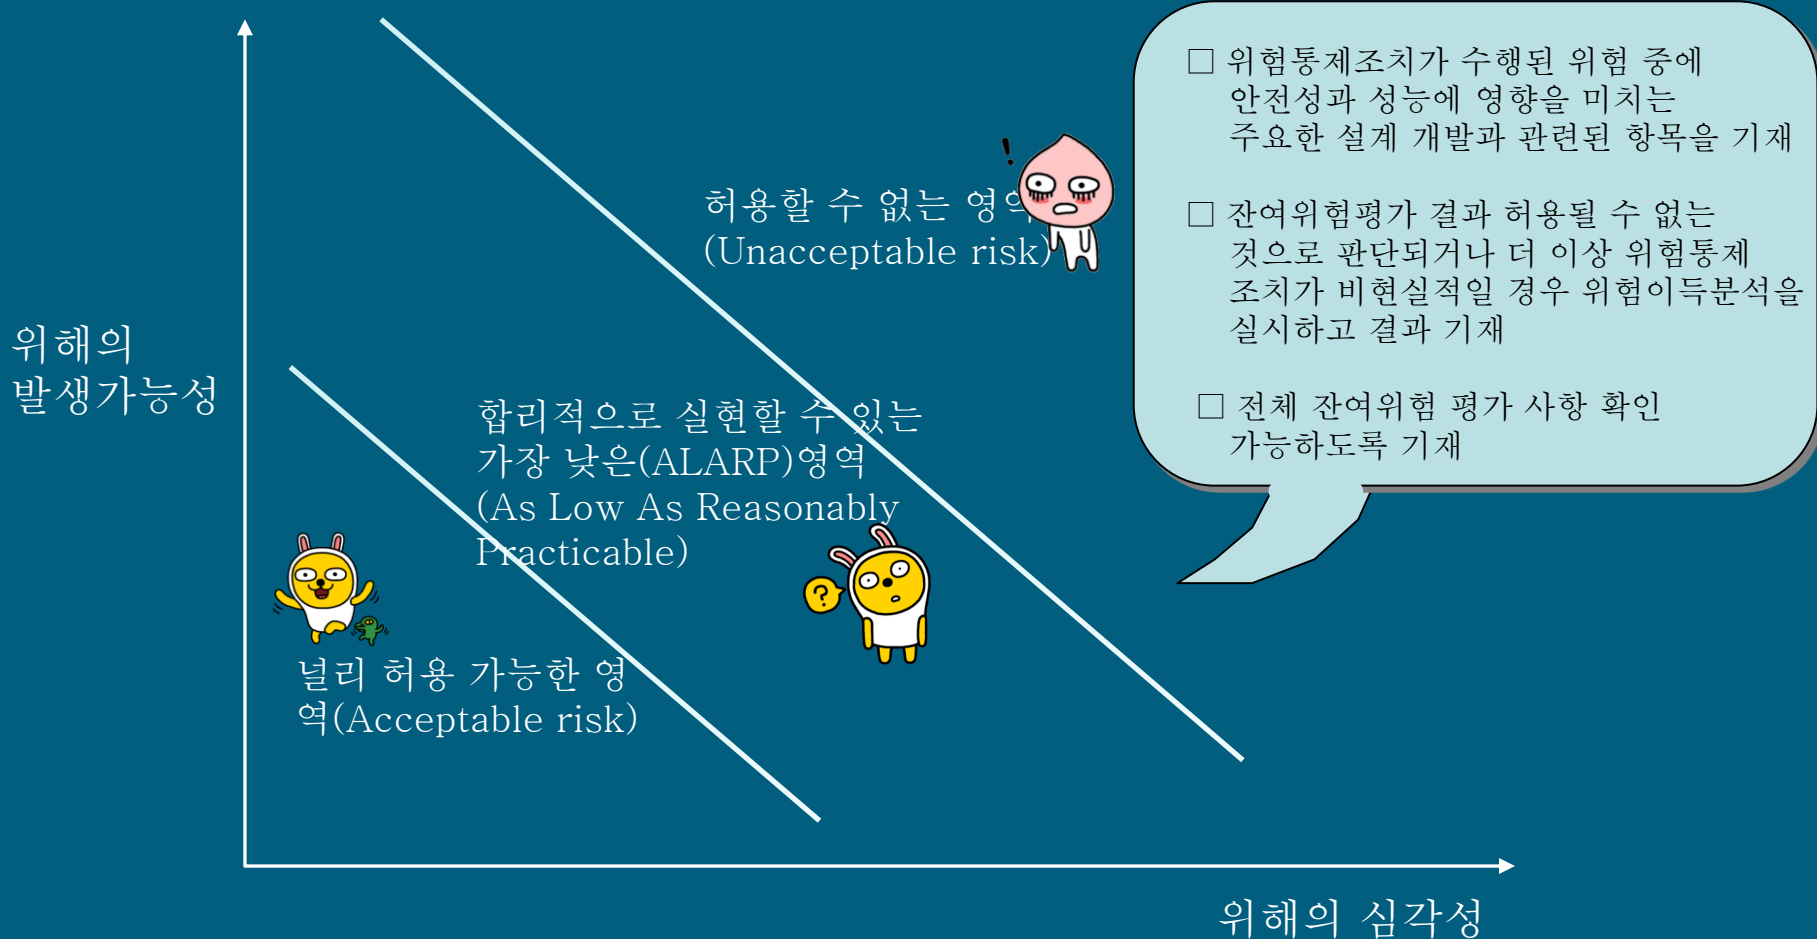 □ 위험통제조치가 수행된 위험 중에
안전성과 성능에 영향을 미치는
주요한 설계 개발과 관련된 항목을 기재
□ 잔여위험평가 결과 허용될 수 없는
것으로 판단되거나 더 이상 위험통제
조치가 비현실적일 경우 위험이득분석을
실시하고 결과 기재
□ 전체 잔여위험 평가 사항 확인
가능하도록 기재
!
허용할 수 없는 영역
(Unacceptable risk)
위해의
발생가능성
합리적으로 실현할 수 있는
가장 낮은(ALARP)영역
(As Low As Reasonably
Practicable)
?
널리 허용 가능한 영
역(Acceptable risk)
위해의 심각성